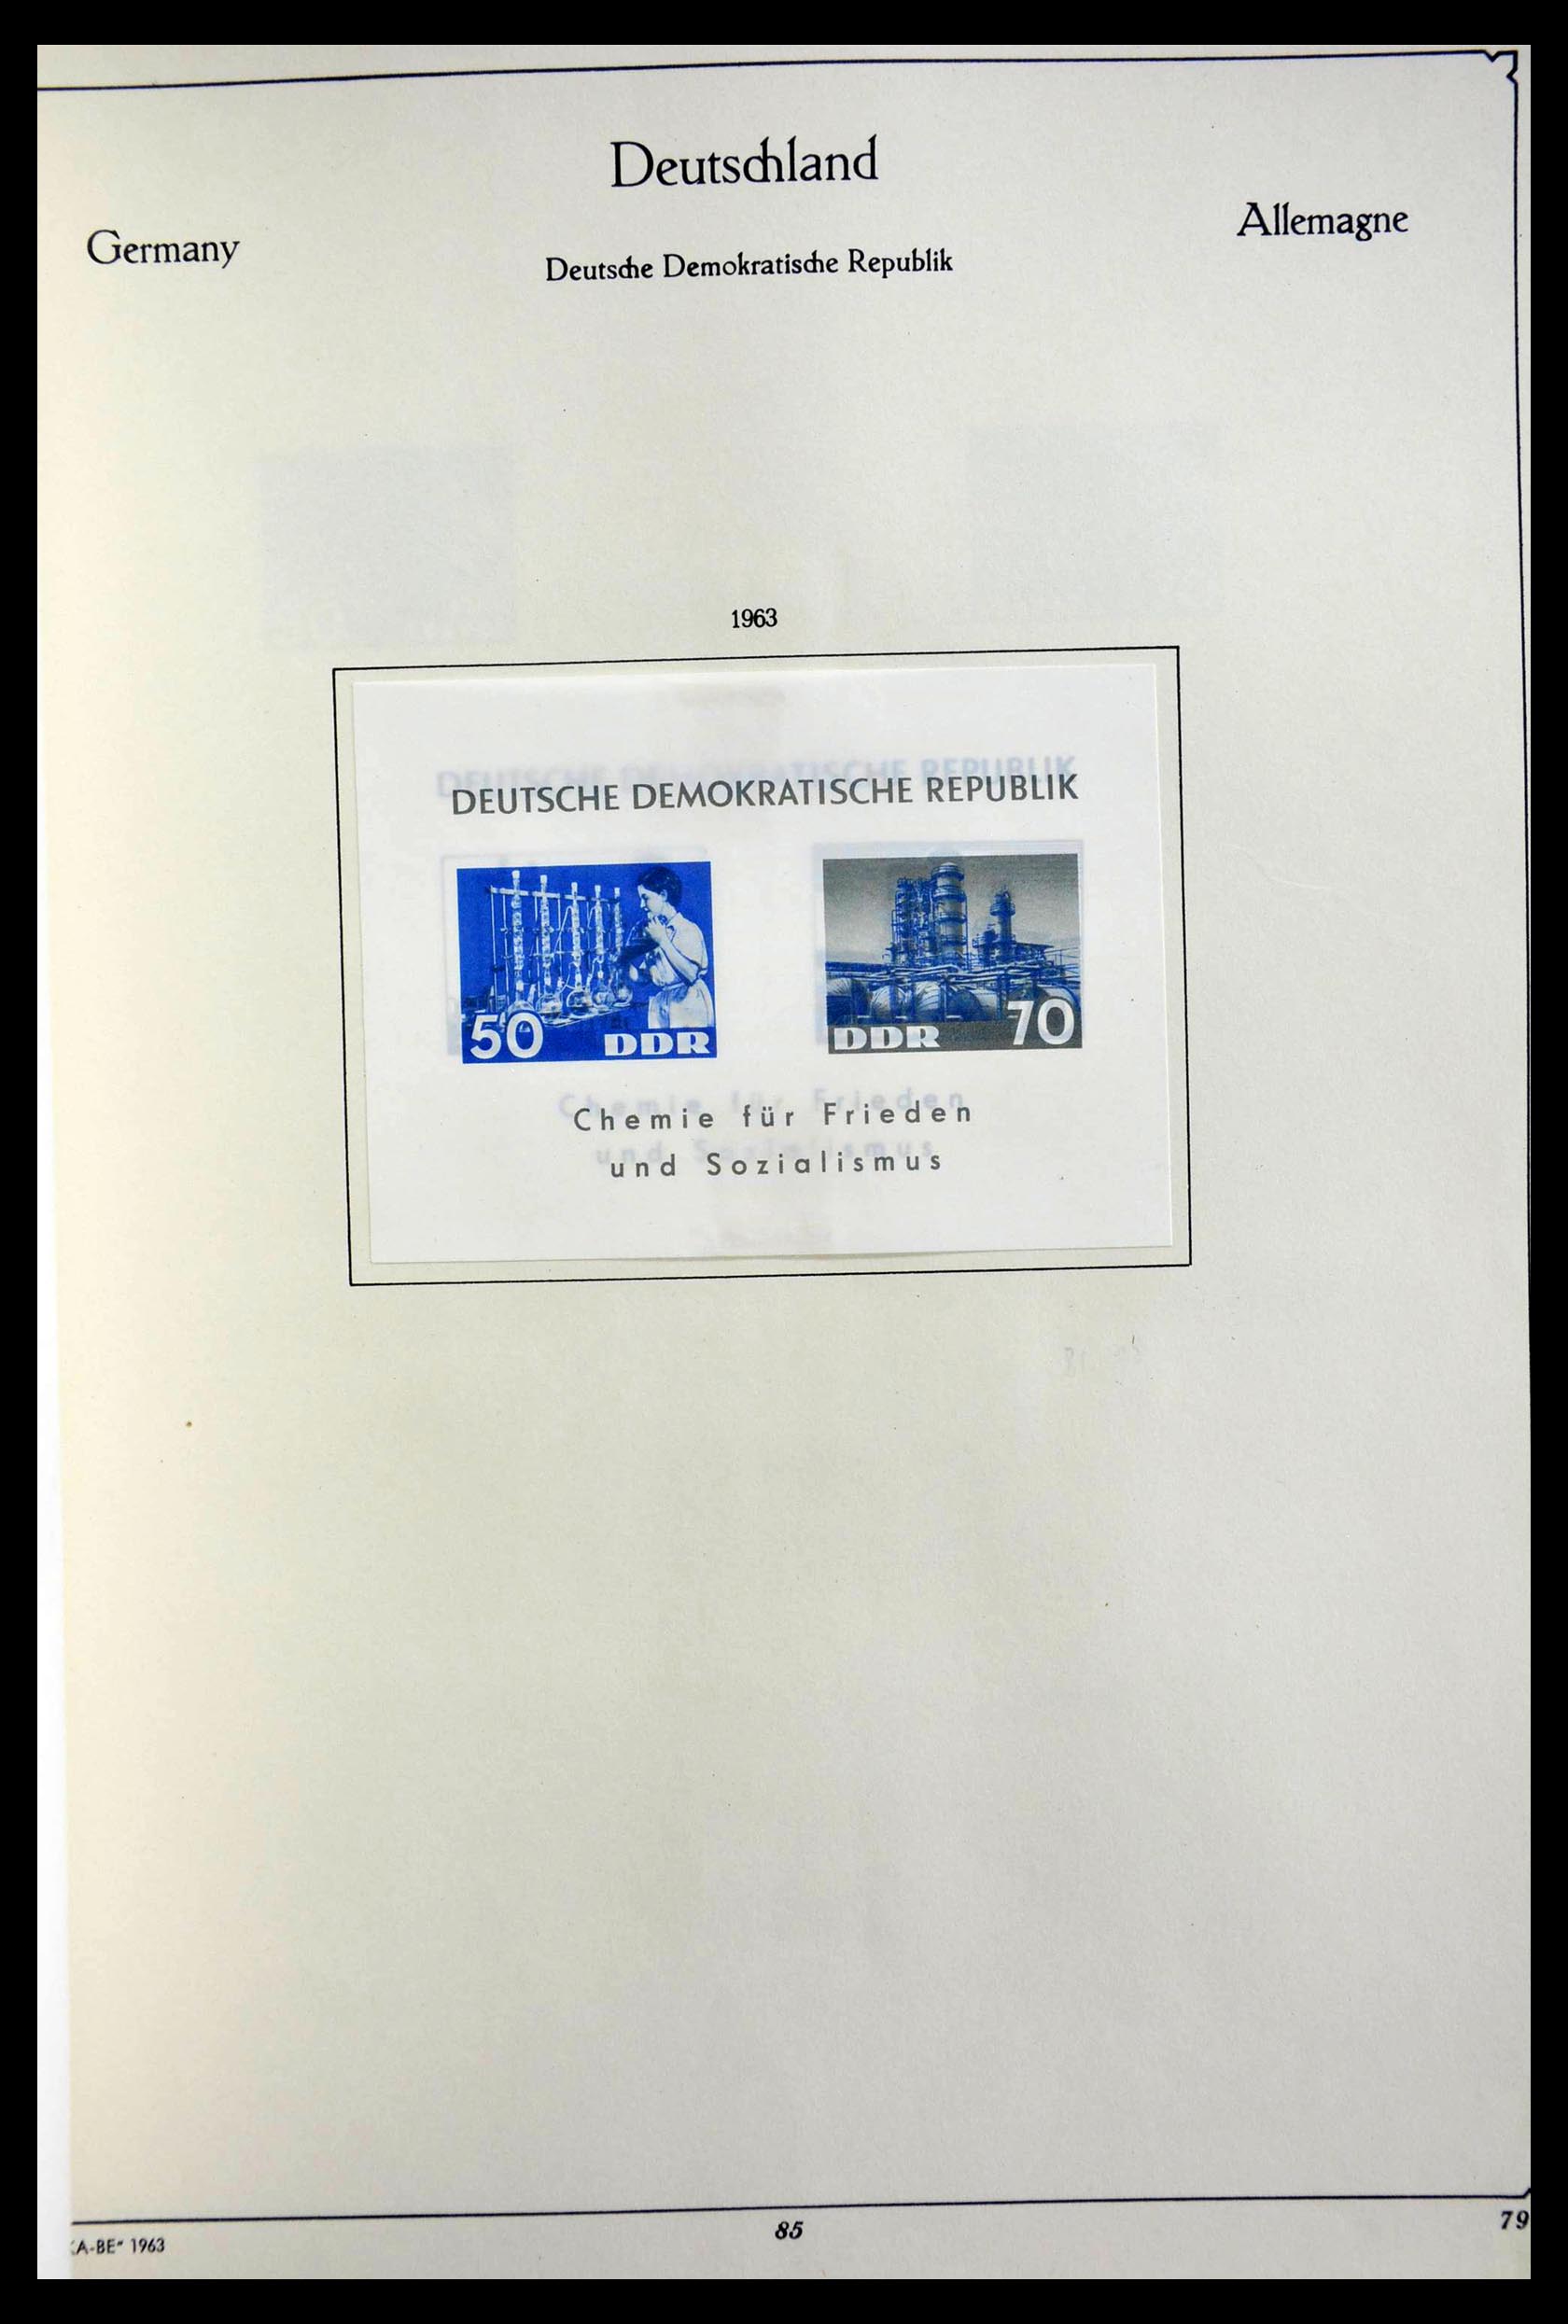 Deutschland
Germany
Allemagne
Deutsche Demokratische Republik
1963
DEUTSCHE DEMOKRATISCHE REPUBLIK
50 DDR
DDR 70
Chemie für Frieden
und Sozialismus
A-BE" 1963
85
79